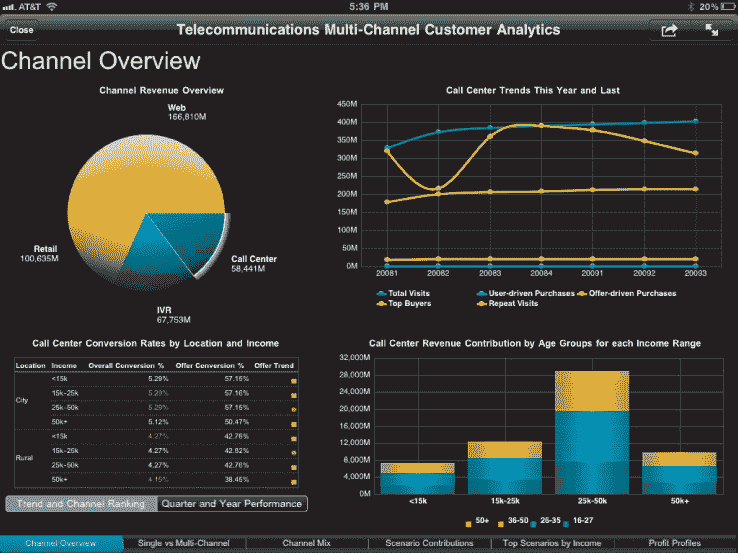 AT&T
5:36 PM
20%
Close
Telecommunications Multi-Channel Customer Analytics
Channel Overview
Channel Revenue Overview
Web
166,810M
Retail
100,635M
Call Center
58,441M
IVR
67,753M
Call Center Trends This Year and Last
450M
400M
350M
300M
250M
200M
150M
100M
50M
0M
20081 20082 20083 20084 20091 20092 20093
Total Visits User-driven Purchases Offer-driven Purchases
Top Buyers Repeat Visits
Call Center Conversion Rates by Location and Income
Location Income Overall Conversion % Offer Conversion % Offer Trend
City
<15k 5.29% 57.15%
15k-25k 5.29% 57.16%
25k-50k 5.29% 57.15%
50k+ 5.12% 50.47%
Rural
<15k 4.27% 42.76%
15k-25k 4.27% 42.92%
25k-50k 4.27% 42.76%
50k+ 4.15% 38.45%
Trend and Channel Ranking Quarter and Year Performance
Call Center Revenue Contribution by Age Groups for each Income Range
32,000M
28,000M
24,000M
20,000M
16,000M
12,000M
8,000M
4,000M
0M
<15k 15k-25k 25k-50k 50k+
50+ 36-50 26-35 16-27
Channel Overview Single vs Multi-Channel Channel Mix Scenario Contributions Top Scenarios by Income Profit Profiles